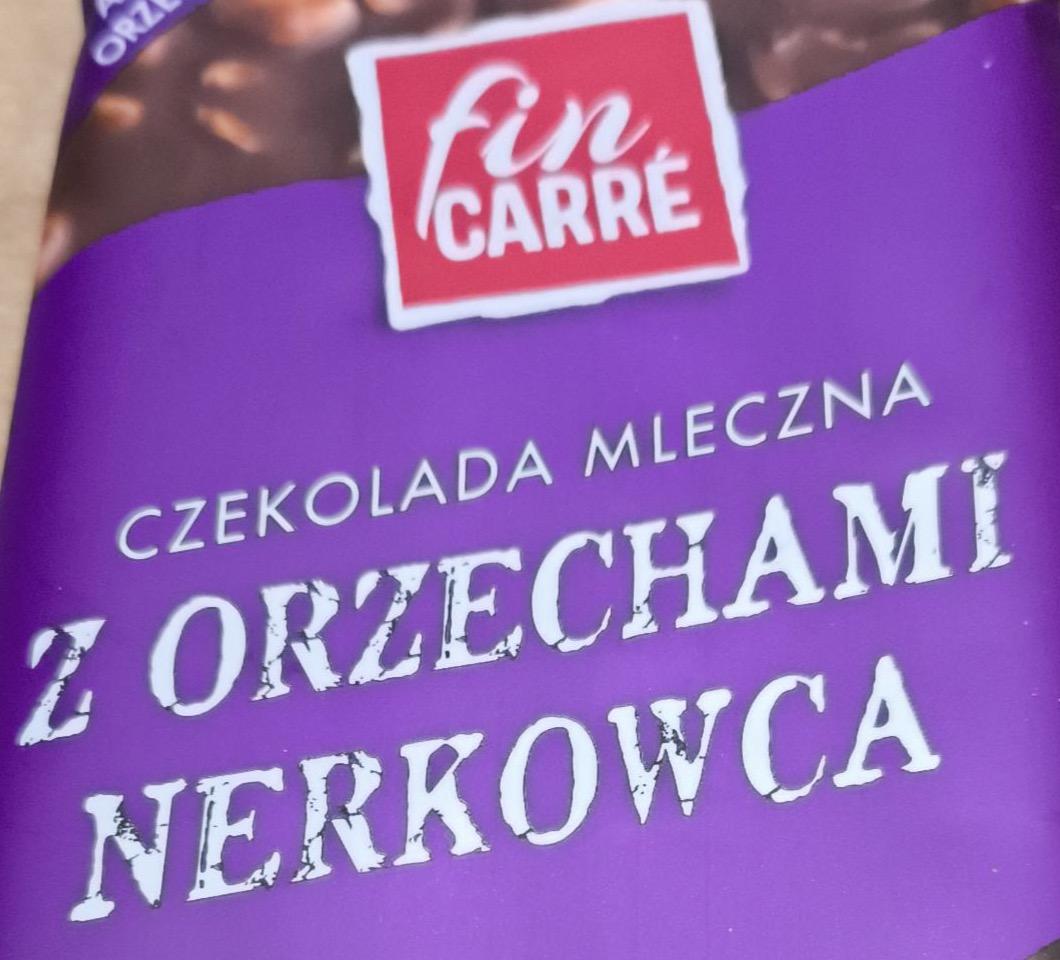 fin
CARRÉ
CZEKOLADA MLECZNA
Z ORZECHAMI
NERKOWCA